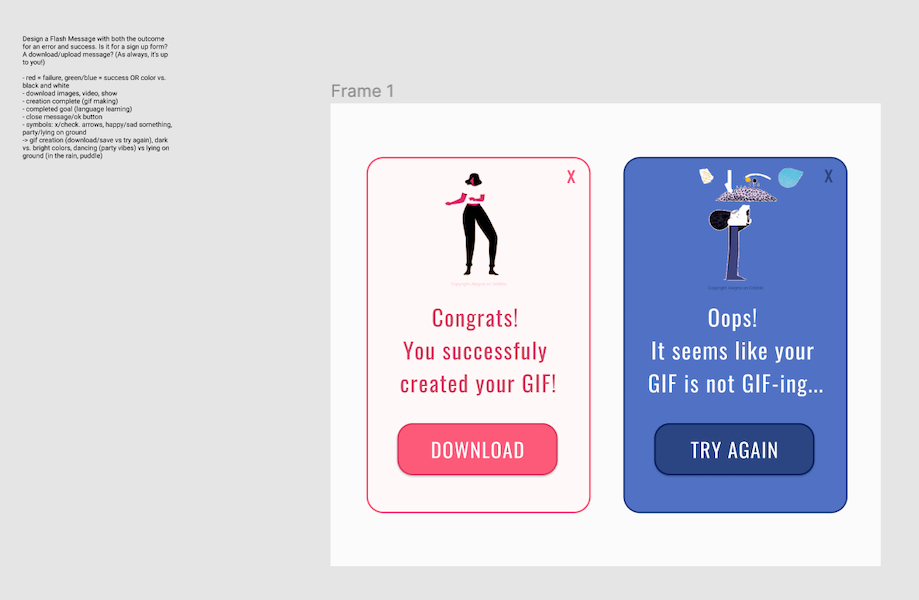 Design a Flash Message with both the outcome
for an error and success. Is it for a sign up form?
A download/upload message? (As always, it's up
to you!)
- red = failure, green/blue = success OR color vs.
black and white
- download images, video, show
- creation complete (gif making)
- completed goal (language learning)
- close message/ok button
- symbols: x/check. arrows, happy/sad something,
party/lying on ground
-> gif creation (download/save vs try again), dark
vs. bright colors, dancing (party vibes) vs lying on
ground (in the rain, puddle)
Frame 1
X
Congrats!
You successfuly
created your GIF!
DOWNLOAD
X
Oops!
It seems like your
GIF is not GIF-ing...
TRY AGAIN